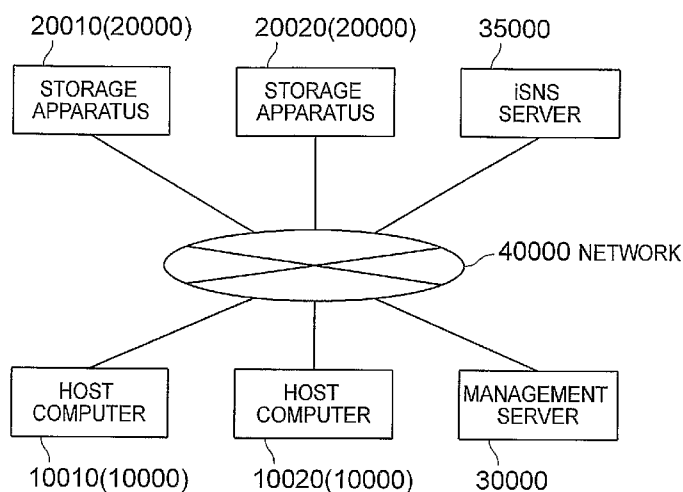 20010(20000)
20020(20000)
35000
STORAGE
APPARATUS
STORAGE
APPARATUS
iSNS
SERVER
40000 NETWORK
HOST
COMPUTER
HOST
COMPUTER
MANAGEMENT
SERVER
10010(10000)
10020(10000)
30000